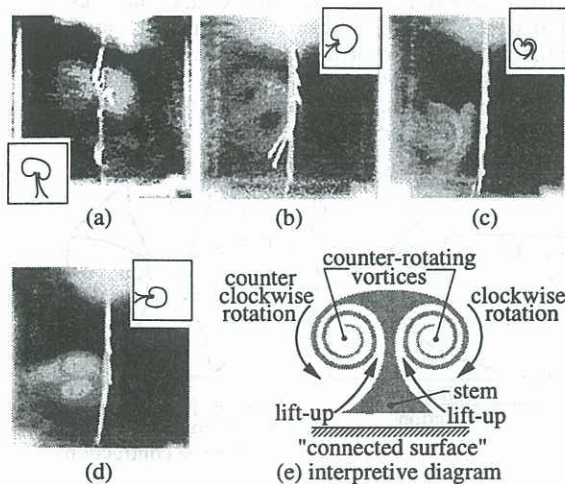 (a)
(b)
(c)
counter
clockwise
rotation
counter-rotating
vortices
clockwise
rotation
stem
lift-up
lift-up
"connected surface"
(d)
(e) interpretive diagram